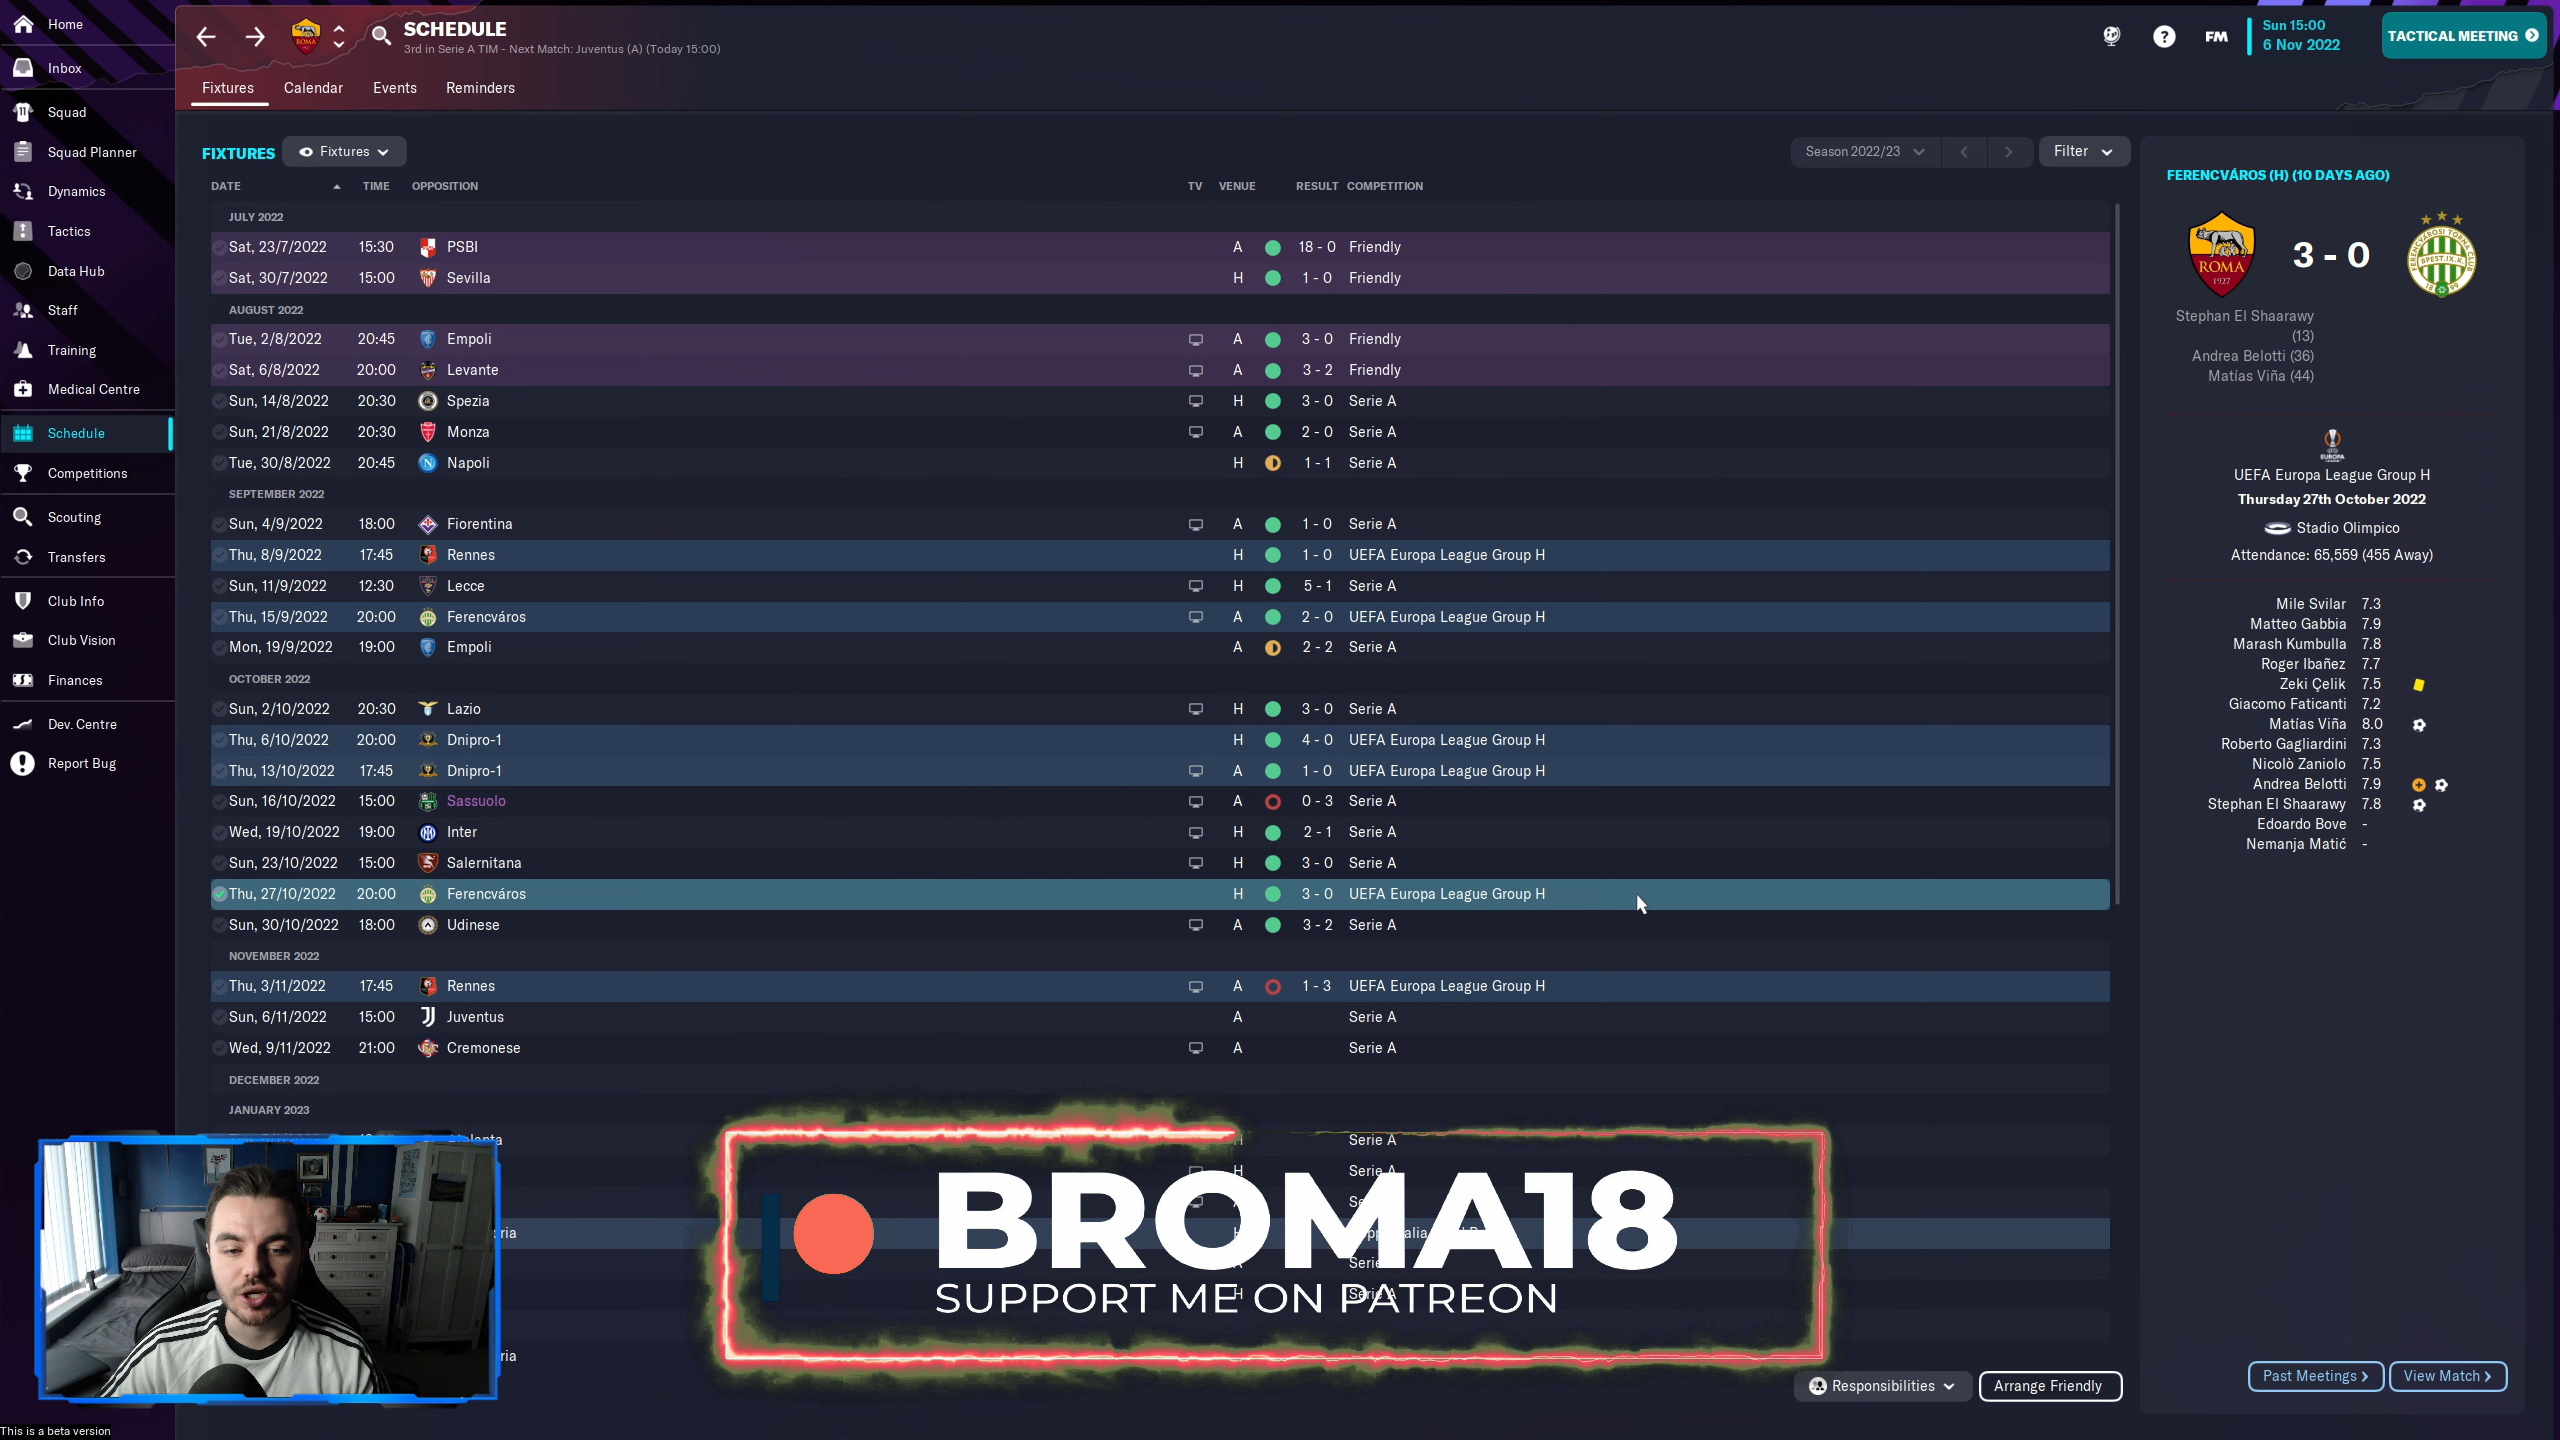 Home
Inbox
Squad
Squad Planner
Dynamics
Tactics
Data Hub
Staff
Training
Medical Centre
Schedule
Competitions
Scouting
Transfers
Club Info
Club Vision
Finances
Dev. Centre
Report Bug
SCHEDULE
3rd in Serie A TIM - Next Match: Juventus (A) (Today 15:00)
FM
Sun 15:00
6 Nov 2022
TACTICAL MEETING
Fixtures Calendar Events Reminders
FIXTURES Fixtures Season 2022/23 Filter
DATE TIME OPPOSITION TV VENUE RESULT COMPETITION
JULY 2022
Sat, 23/7/2022 15:30 PSBI A 18 - 0 Friendly
Sat, 30/7/2022 15:00 Sevilla H 1 - 0 Friendly
AUGUST 2022
Tue, 2/8/2022 20:45 Empoli A 3 - 0 Friendly
Sat, 6/8/2022 20:00 Levante A 3 - 2 Friendly
Sun, 14/8/2022 20:30 Spezia H 3 - 0 Serie A
Sun, 21/8/2022 20:30 Monza A 2 - 0 Serie A
Tue, 30/8/2022 20:45 Napoli H 1 - 1 Serie A
SEPTEMBER 2022
Sun, 4/9/2022 18:00 Fiorentina A 1 - 0 Serie A
Thu, 8/9/2022 17:45 Rennes H 1 - 0 UEFA Europa League Group H
Sun, 11/9/2022 12:30 Lecce H 5 - 1 Serie A
Thu, 15/9/2022 20:00 Ferencváros A 2 - 0 UEFA Europa League Group H
Mon, 19/9/2022 19:00 Empoli A 2 - 2 Serie A
OCTOBER 2022
Sun, 2/10/2022 20:30 Lazio H 3 - 0 Serie A
Thu, 6/10/2022 20:00 Dnipro-1 H 4 - 0 UEFA Europa League Group H
Thu, 13/10/2022 17:45 Dnipro-1 A 1 - 0 UEFA Europa League Group H
Sun, 16/10/2022 15:00 Sassuolo A 0 - 3 Serie A
Wed, 19/10/2022 19:00 Inter H 2 - 1 Serie A
Sun, 23/10/2022 15:00 Salernitana H 3 - 0 Serie A
Thu, 27/10/2022 20:00 Ferencváros H 3 - 0 UEFA Europa League Group H
Sun, 30/10/2022 18:00 Udinese A 3 - 2 Serie A
NOVEMBER 2022
Thu, 3/11/2022 17:45 Rennes A 1 - 3 UEFA Europa League Group H
Sun, 6/11/2022 15:00 Juventus A Serie A
Wed, 9/11/2022 21:00 Cremonese A Serie A
DECEMBER 2022
JANUARY 2023
H Serie A
H Serie A
BROMA18
SUPPORT ME ON PATREON
Responsibilities Arrange Friendly
FERENCVÁROS (H) (10 DAYS AGO)
ROMA
1927
3 - 0
Stephan El Shaarawy
(13)
Andrea Belotti (36)
Matías Viña (44)
UEFA Europa League Group H
Thursday 27th October 2022
Stadio Olimpico
Attendance: 65,559 (455 Away)
Mile Svilar 7.3
Matteo Gabbia 7.9
Marash Kumbulla 7.8
Roger Ibañez 7.7
Zeki Çelik 7.5
Giacomo Faticanti 7.2
Matías Viña 8.0
Roberto Gagliardini 7.3
Nicolò Zaniolo 7.5
Andrea Belotti 7.9
Stephan El Shaarawy 7.8
Edoardo Bove -
Nemanja Matić -
Past Meetings View Match
This is a beta version